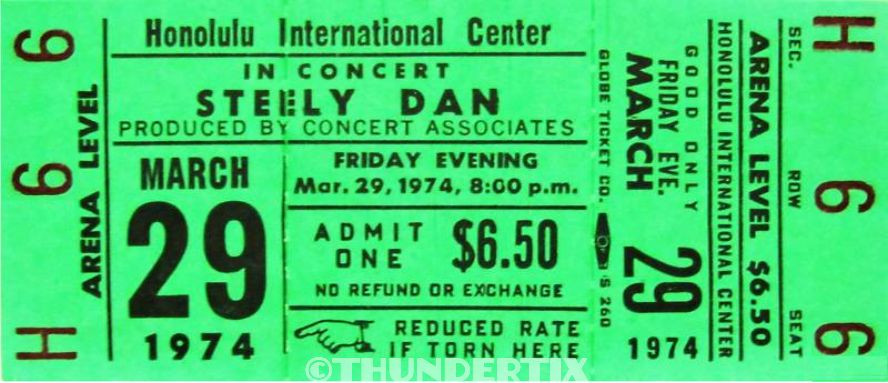 H 6 6
ARENA LEVEL
Honolulu International Center
IN CONCERT
STEELY DAN
PRODUCED BY CONCERT ASSOCIATES
MARCH
29
1974
FRIDAY EVENING
Mar. 29, 1974, 8:00 p.m.
ADMIT
ONE
$6.50
NO REFUND OR EXCHANGE
REDUCED RATE
IF TORN HERE
GLOBE TICKET CO. S 260
MARCH 29
FRIDAY EVE. 1974
GOOD ONLY
HONOLULU INTERNATIONAL CENTER
ARENA LEVEL $6.50
SEC. ROW SEAT
H 6 6
©THUNDERTIX